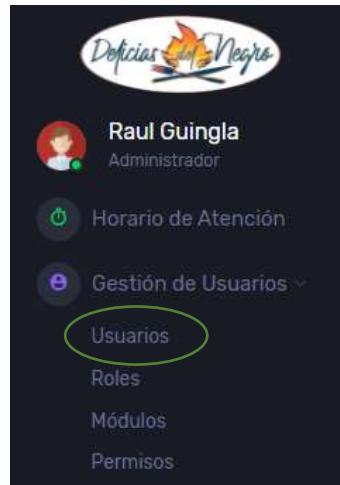 Delicias del Negro
Raul Guingla
Administrador
Horario de Atención
Gestión de Usuarios
Usuarios
Roles
Módulos
Permisos